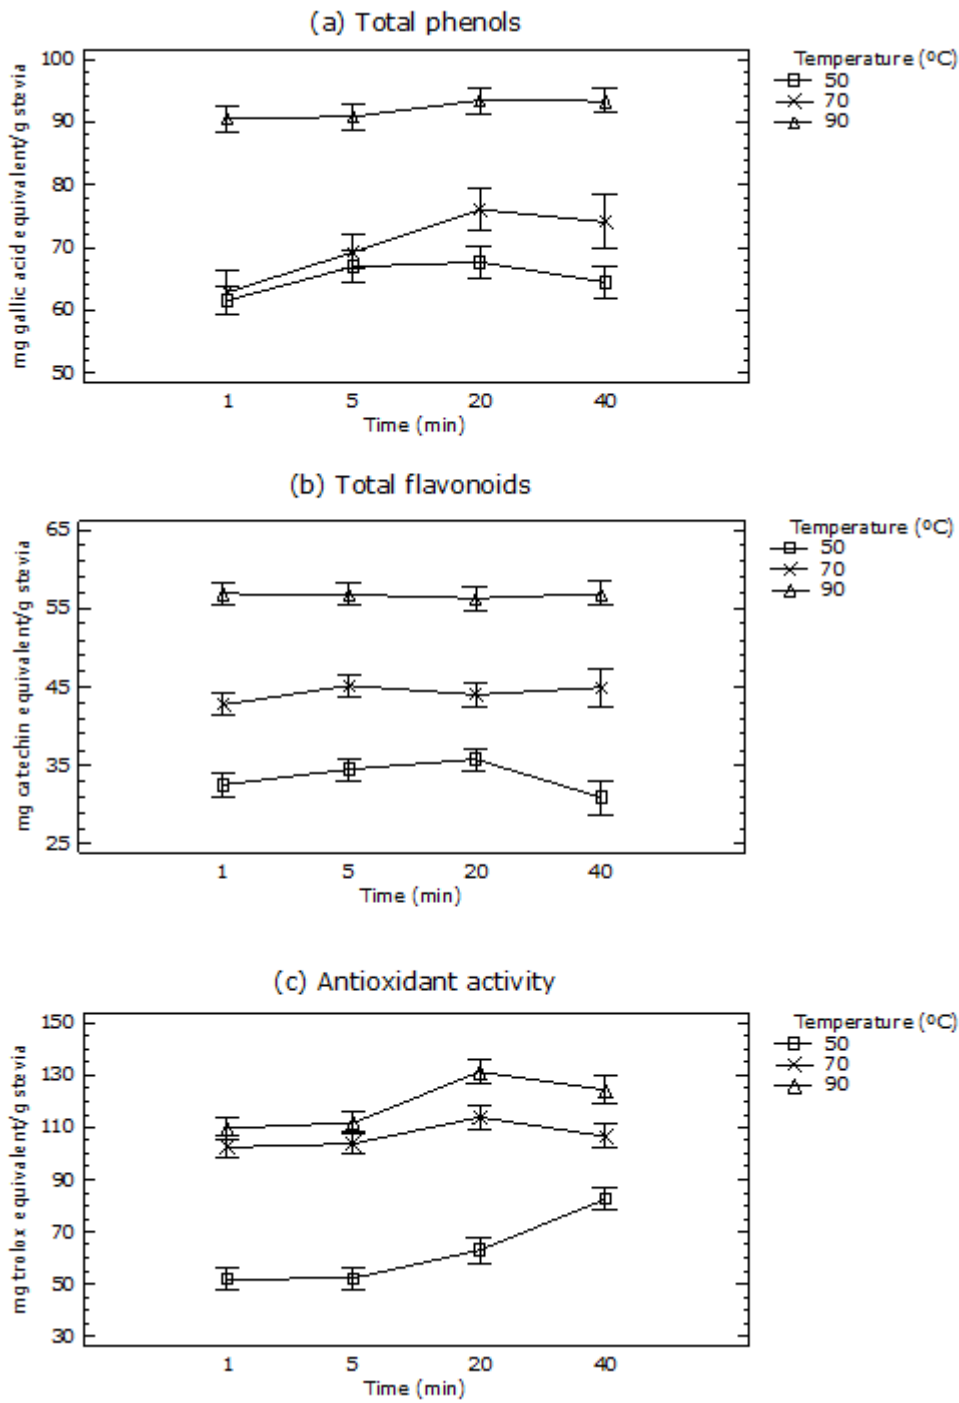 (a) Total phenols
mg gallic acid equivalent/g stevia
100
90
80
70
60
50
1 5 20 40
Time (min)
Temperature (ºC)
50
70
90
(b) Total flavonoids
mg catechin equivalent/g stevia
65
55
45
35
25
1 5 20 40
Time (min)
Temperature (ºC)
50
70
90
(c) Antioxidant activity
mg trolox equivalent/g stevia
150
130
110
90
70
50
30
1 5 20 40
Time (min)
Temperature (ºC)
50
70
90